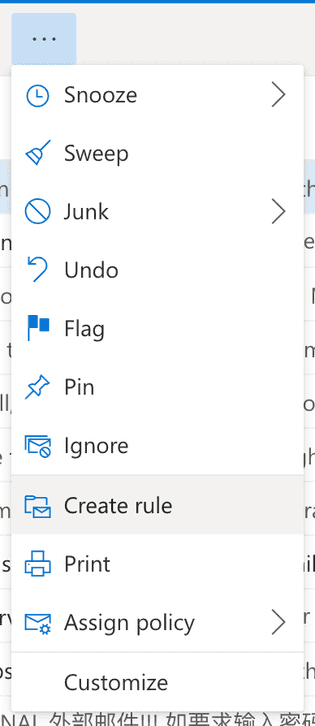 ...
Snooze
Sweep
Junk
Undo
Flag
Pin
Ignore
Create rule
Print
Assign policy
Customize
外部邮件!!! 如要求输入密码